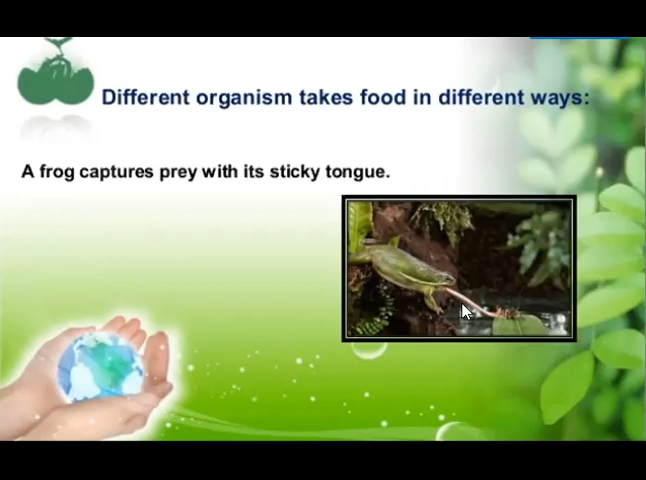 Different organism takes food in different ways:
A frog captures prey with its sticky tongue.